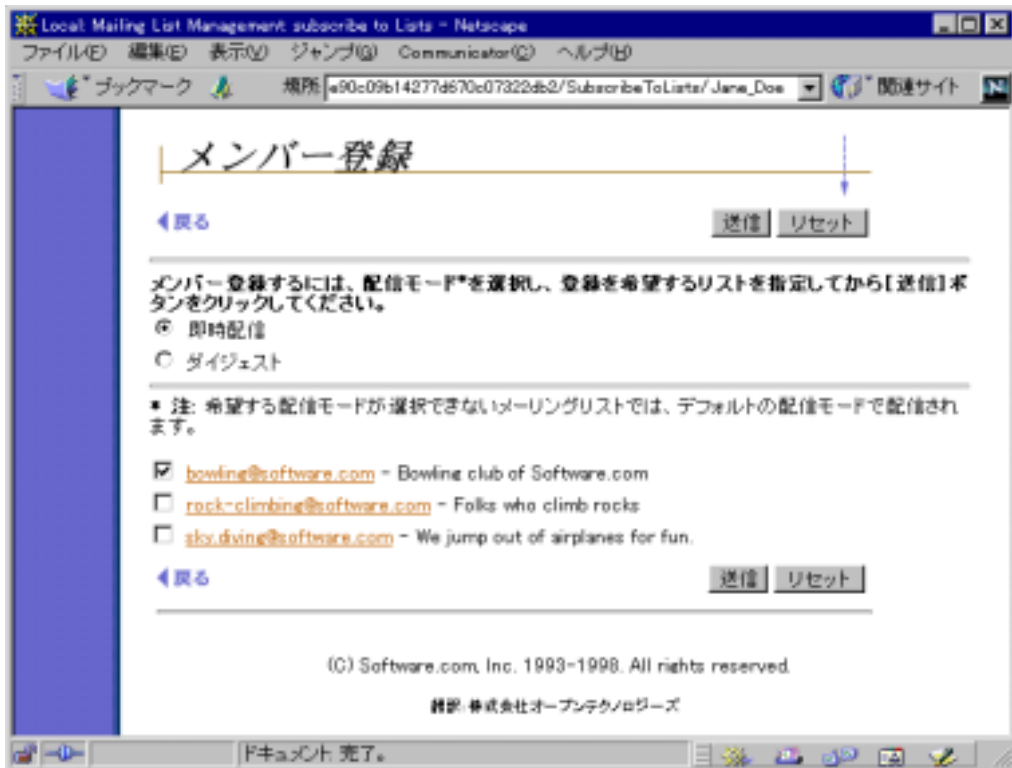 Local: Mailing List Management: subscribe to Lists - Netscape
ファイル(F) 編集(E) 表示(V) ジャンプ(G) Communicator(C) ヘルプ(H)
ブックマーク 場所: e90c09b14277d670c07322db2/SubscribeToLists/Jane_Doe 関連サイト N
メンバー登録
戻る 送信 リセット
メンバー登録するには、配信モード*を選択し、登録を希望するリストを指定してから[送信]ボ
タンをクリックしてください。
即時配信
ダイジェスト
* 注: 希望する配信モードが選択できないメーリングリストでは、デフォルトの配信モードで配信され
ます。
bowling@software.com - Bowling club of Software.com
rock-climbing@software.com - Folks who climb rocks
sky.diving@software.com - We jump out of airplanes for fun.
戻る 送信 リセット
(C) Software.com, Inc. 1993-1998. All rights reserved.
翻訳:株式会社オープンテクノロジーズ
ドキュメント: 完了。